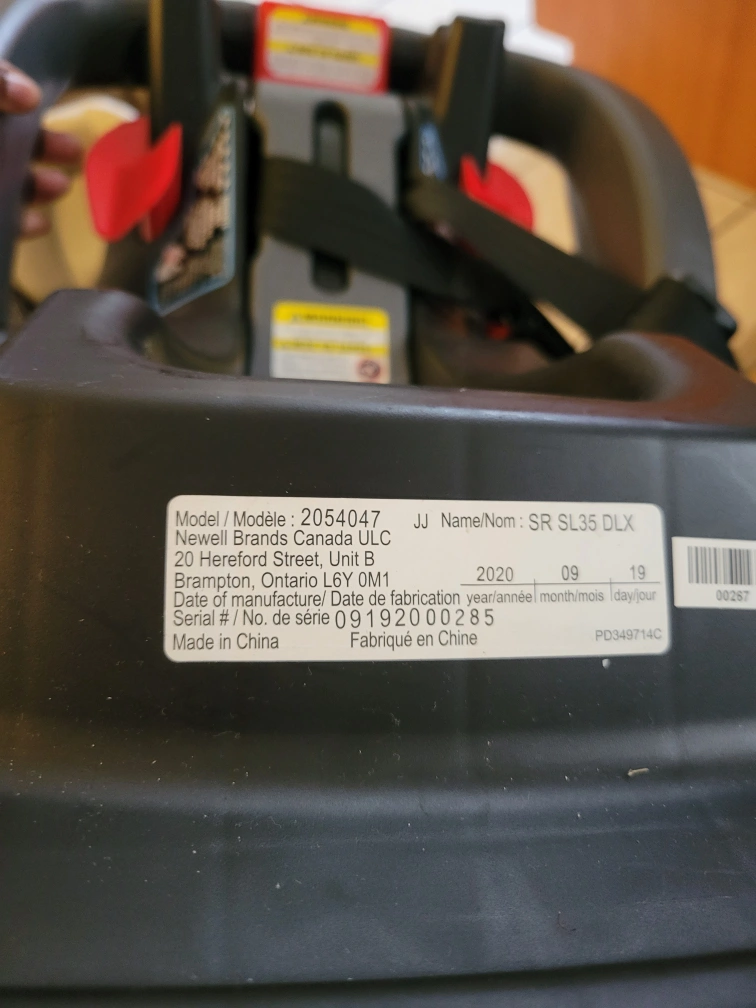 Model / Modèle : 2054047 JJ Name/Nom : SR SL35 DLX
Newell Brands Canada ULC
20 Hereford Street, Unit B
Brampton, Ontario L6Y 0M1 2020 09 19
Date of manufacture/ Date de fabrication year/année month/mois day/jour
Serial # / No. de série 09192000285
Made in China Fabriqué en Chine PD349714C
00267